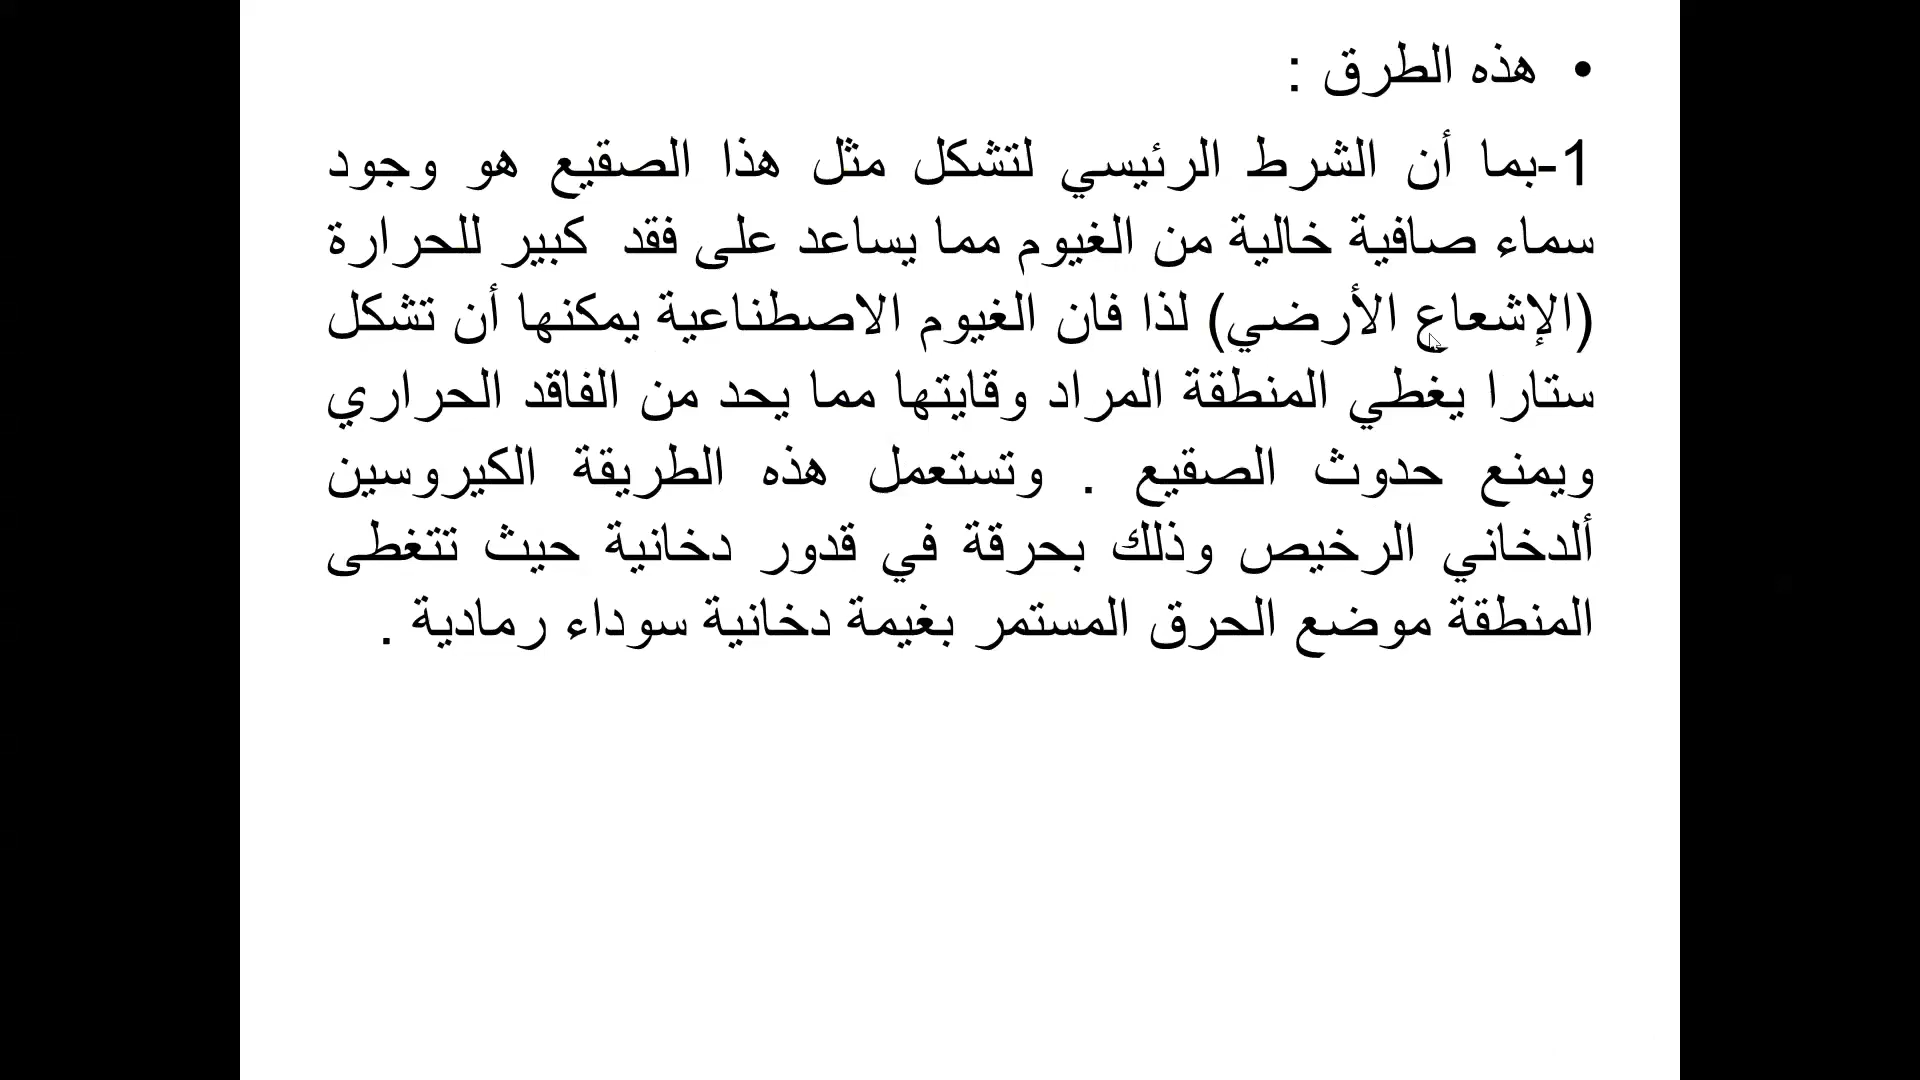 • هذه الطرق :
1-بما أن الشرط الرئيسي لتشكل مثل هذا الصقيع هو وجود
سماء صافية خالية من الغيوم مما يساعد على فقد كبير للحرارة
(الإشعاع الأرضي) لذا فان الغيوم الاصطناعية يمكنها أن تشكل
ستارا يغطي المنطقة المراد وقايتها مما يحد من الفاقد الحراري
ويمنع حدوث الصقيع . وتستعمل هذه الطريقة الكيروسين
ألدخاني الرخيص وذلك بحرقة في قدور دخانية حيث تتغطى
المنطقة موضع الحرق المستمر بغيمة دخانية سوداء رمادية .